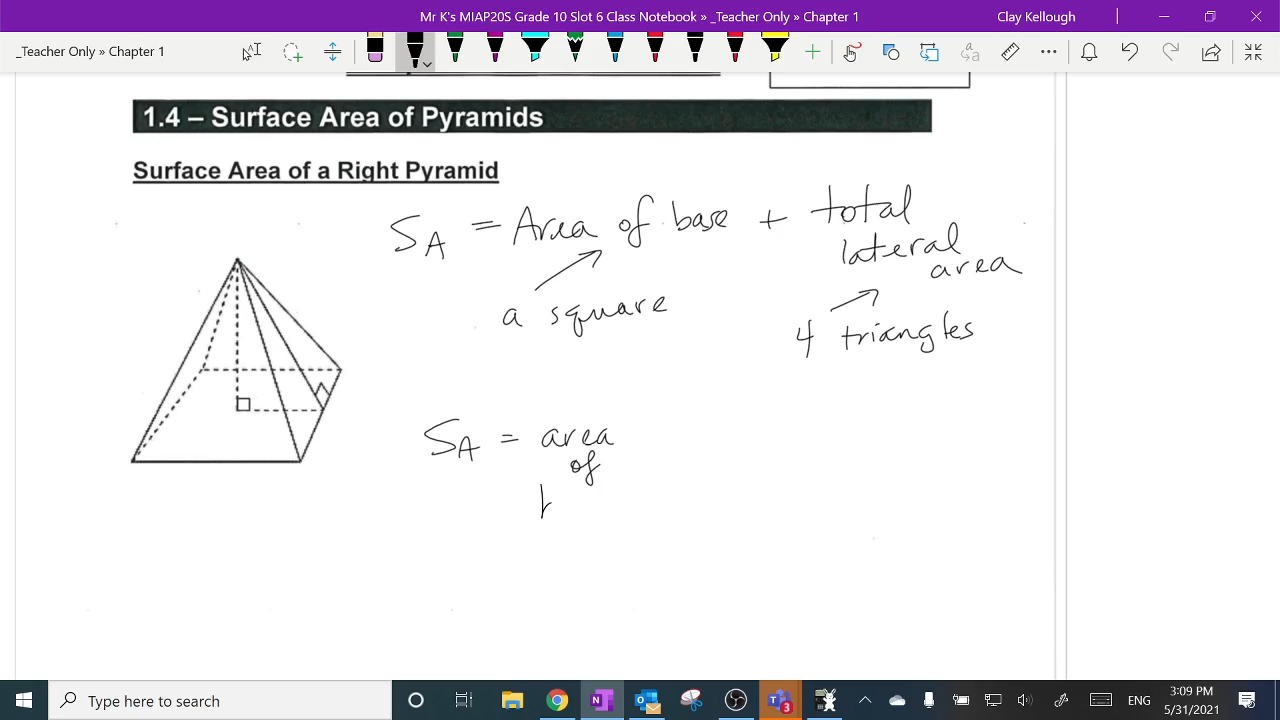 Mr K's MIAP20S Grade 10 Slot 6 Class Notebook » _Teacher Only » Chapter 1
Clay Kellough
_Teacher Only » Chapter 1
1.4 – Surface Area of Pyramids
Surface Area of a Right Pyramid
SA = Area of base + total
lateral
area
a square
4 triangles
SA = area
of
Type here to search
3
ENG
3:09 PM
5/31/2021